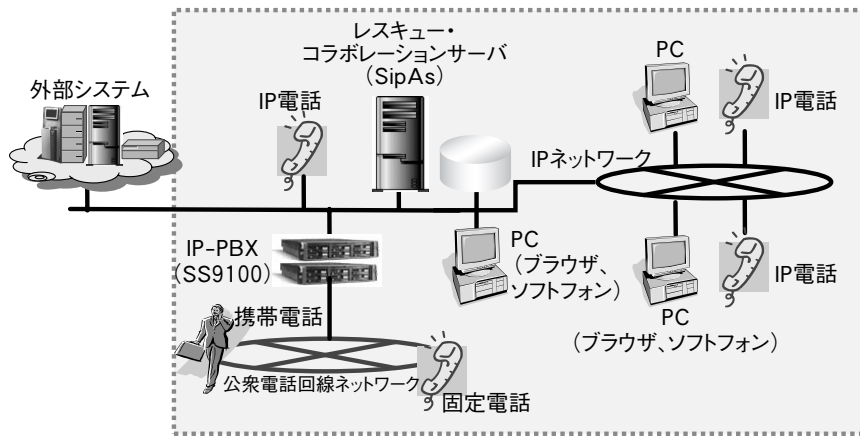 レスキュー・
コラボレーションサーバ
(SipAs)
外部システム
IP電話
PC
IP電話
IPネットワーク
IP-PBX
(SS9100)
PC
(ブラウザ、
ソフトフォン)
IP電話
PC
(ブラウザ、ソフトフォン)
携帯電話
公衆電話回線ネットワーク
固定電話